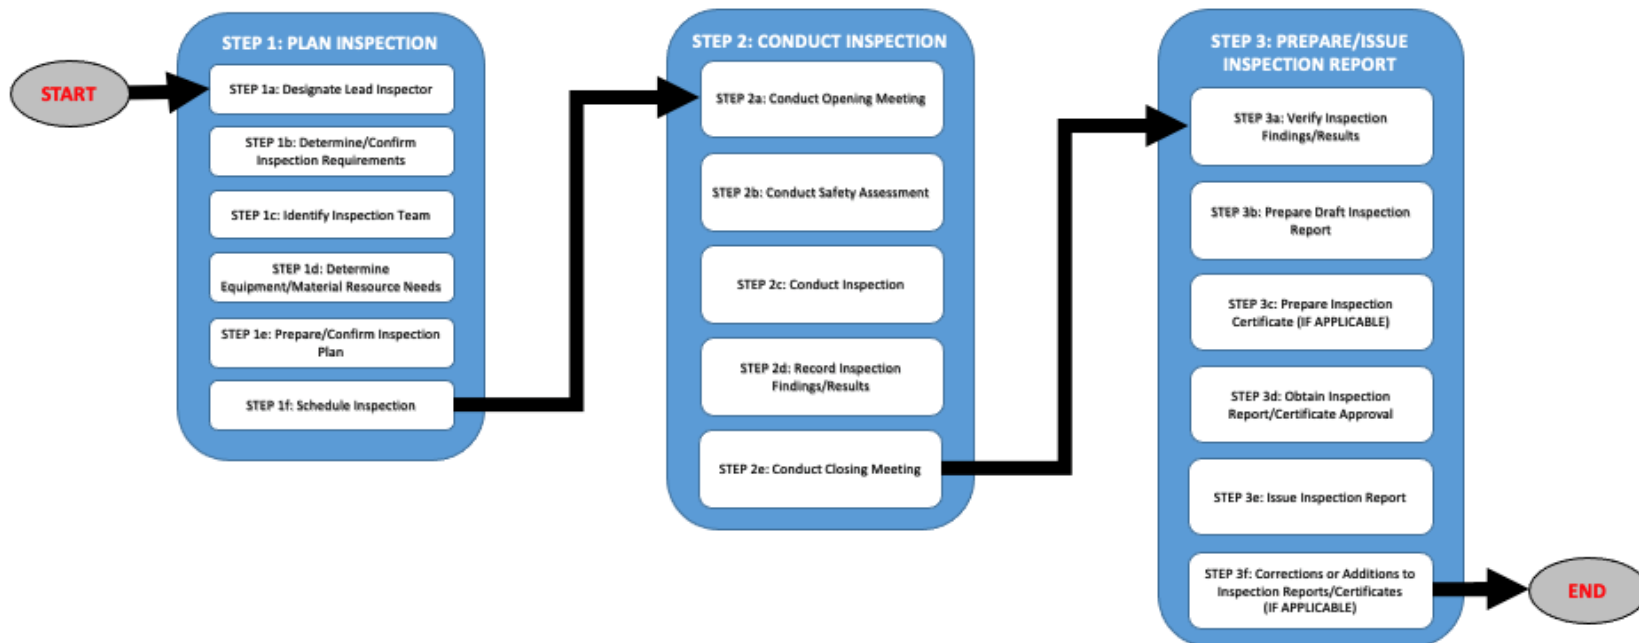 START
STEP 1: PLAN INSPECTION
STEP 1a: Designate Lead Inspector
STEP 1b: Determine/Confirm
Inspection Requirements
STEP 1c: Identify Inspection Team
STEP 1d: Determine
Equipment/Material Resource Needs
STEP 1e: Prepare/Confirm Inspection
Plan
STEP 1f: Schedule Inspection
STEP 2: CONDUCT INSPECTION
STEP 2a: Conduct Opening Meeting
STEP 2b: Conduct Safety Assessment
STEP 2c: Conduct Inspection
STEP 2d: Record Inspection
Findings/Results
STEP 2e: Conduct Closing Meeting
STEP 3: PREPARE/ISSUE
INSPECTION REPORT
STEP 3a: Verify Inspection
Findings/Results
STEP 3b: Prepare Draft Inspection
Report
STEP 3c: Prepare Inspection
Certificate (IF APPLICABLE)
STEP 3d: Obtain Inspection
Report/Certificate Approval
STEP 3e: Issue Inspection Report
STEP 3f: Corrections or Additions to
Inspection Reports/Certificates
(IF APPLICABLE)
END